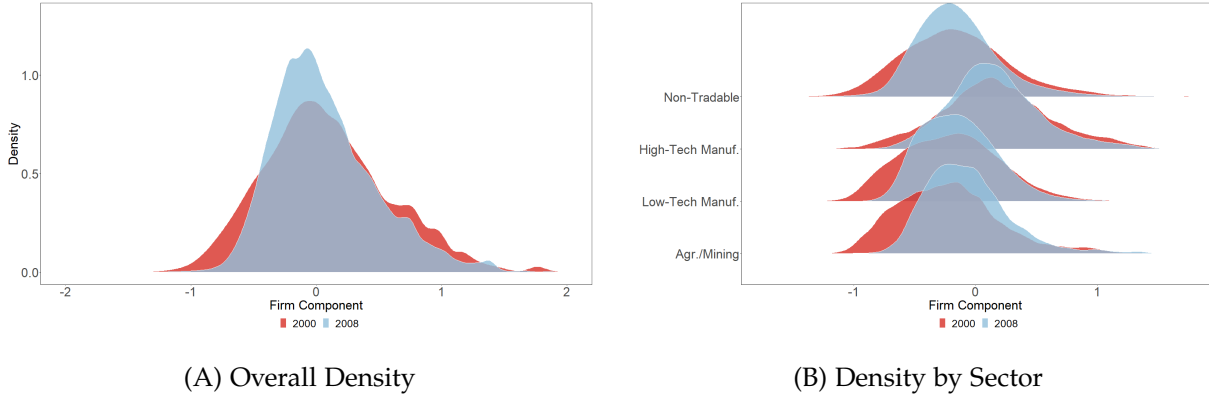 Density
1.0
0.5
0.0
-2
-1
0
1
2
Firm Component
2000 2008
(A) Overall Density
Non-Tradable
High-Tech Manuf.
Low-Tech Manuf.
Agr./Mining
-1
0
1
Firm Component
2000 2008
(B) Density by Sector